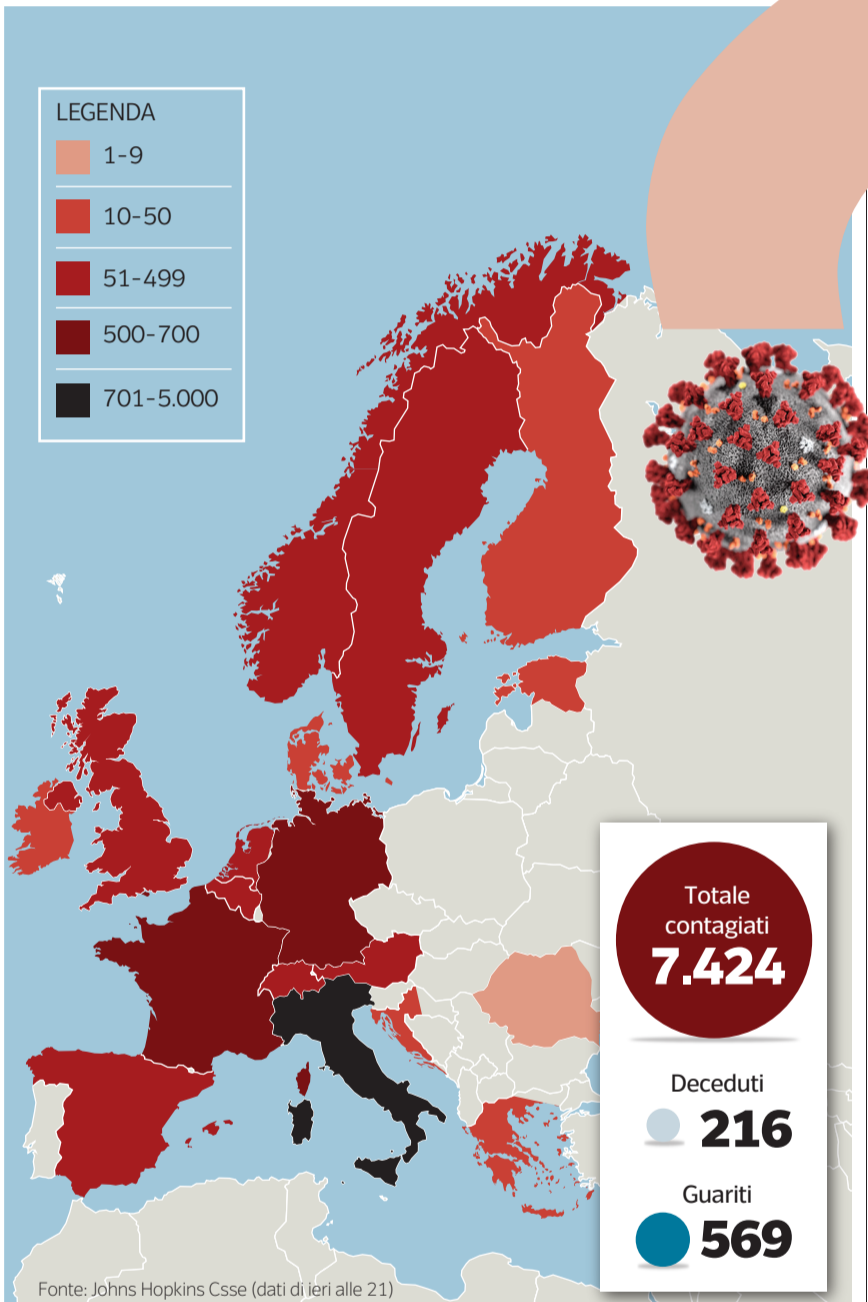 LEGENDA
1-9
10-50
51-499
500-700
701-5.000
Totale
contagiati
7.424
Deceduti
216
Guariti
569
Fonte: Johns Hopkins Csse (dati di ieri alle 21)